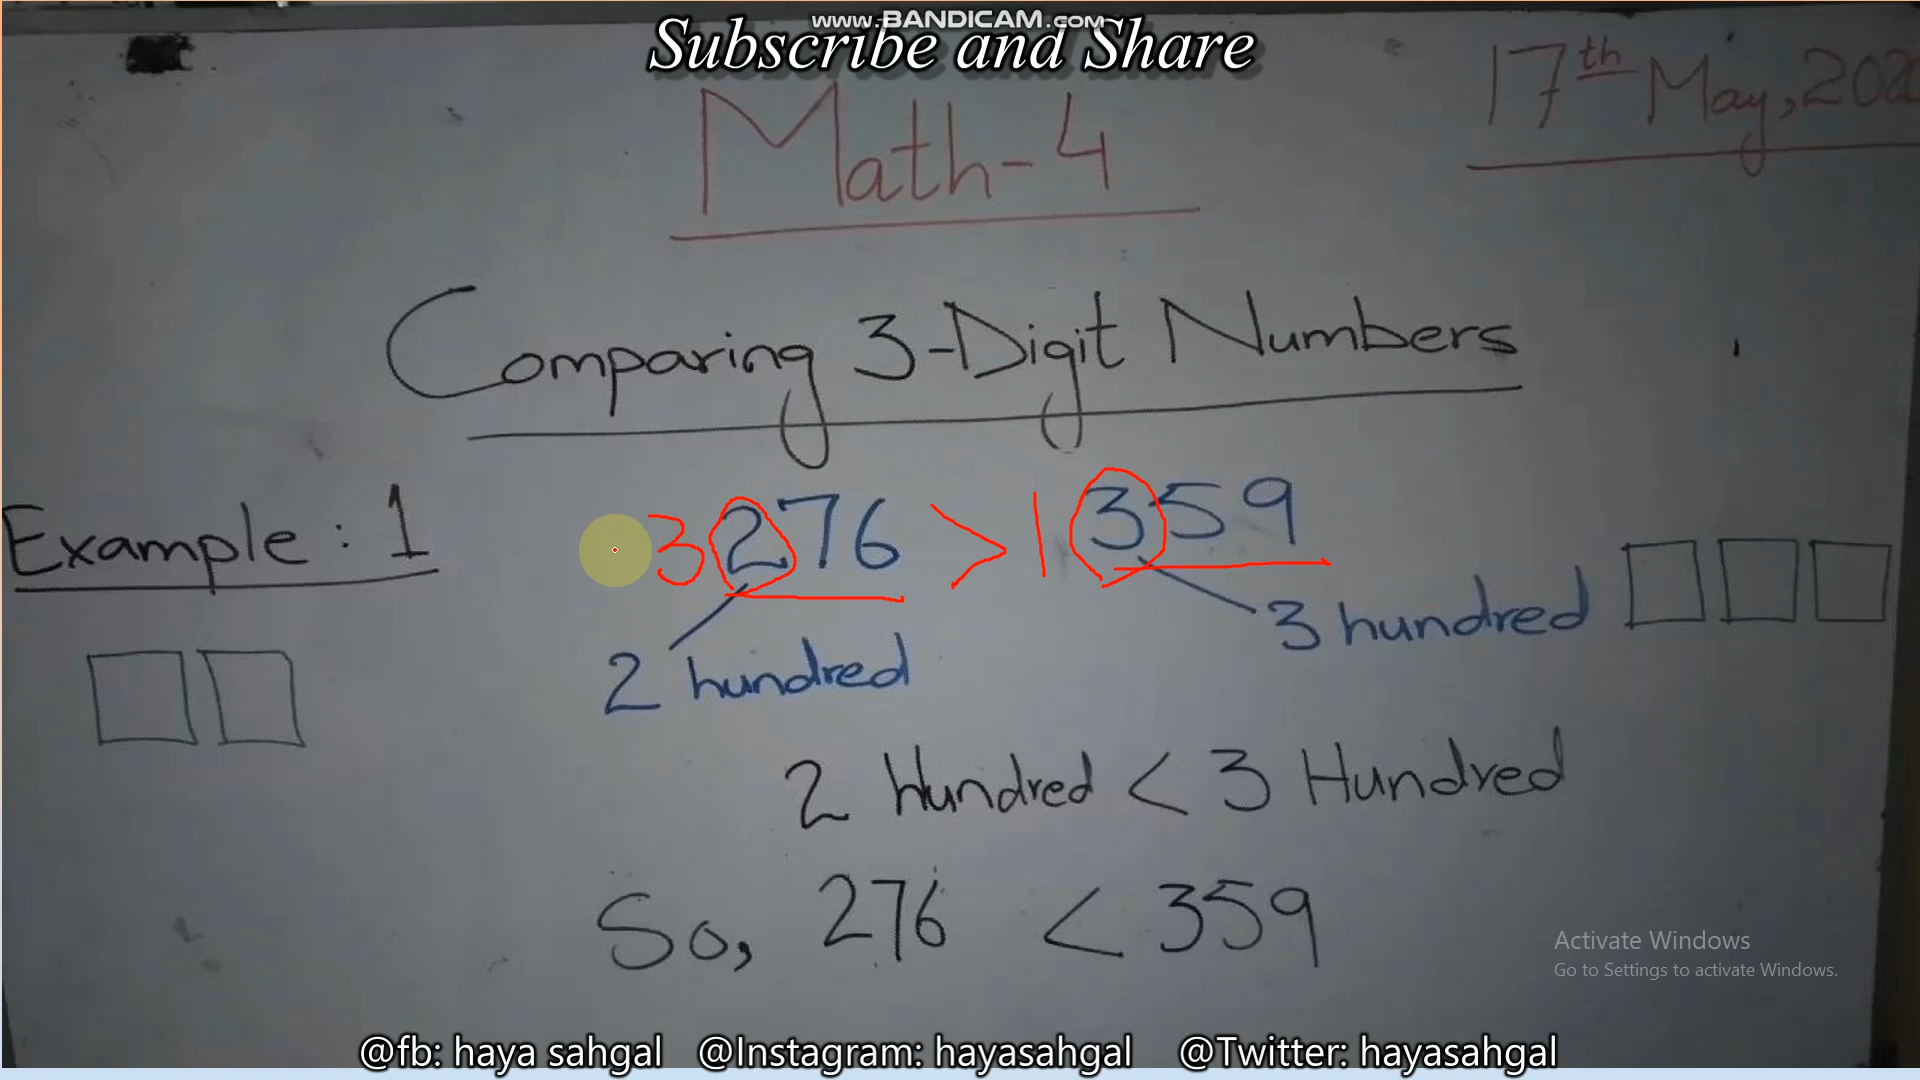 www.BANDICAM.com
Subscribe and Share
17th May, 202
Math-4
Comparing 3-Digit Numbers
Example: 1 3276 > 1359
2 hundred 3 hundred
2 Hundred < 3 Hundred
So, 276 < 359
Activate Windows
Go to Settings to activate Windows.
@fb: haya sahgal @Instagram: hayasahgal @Twitter: hayasahgal